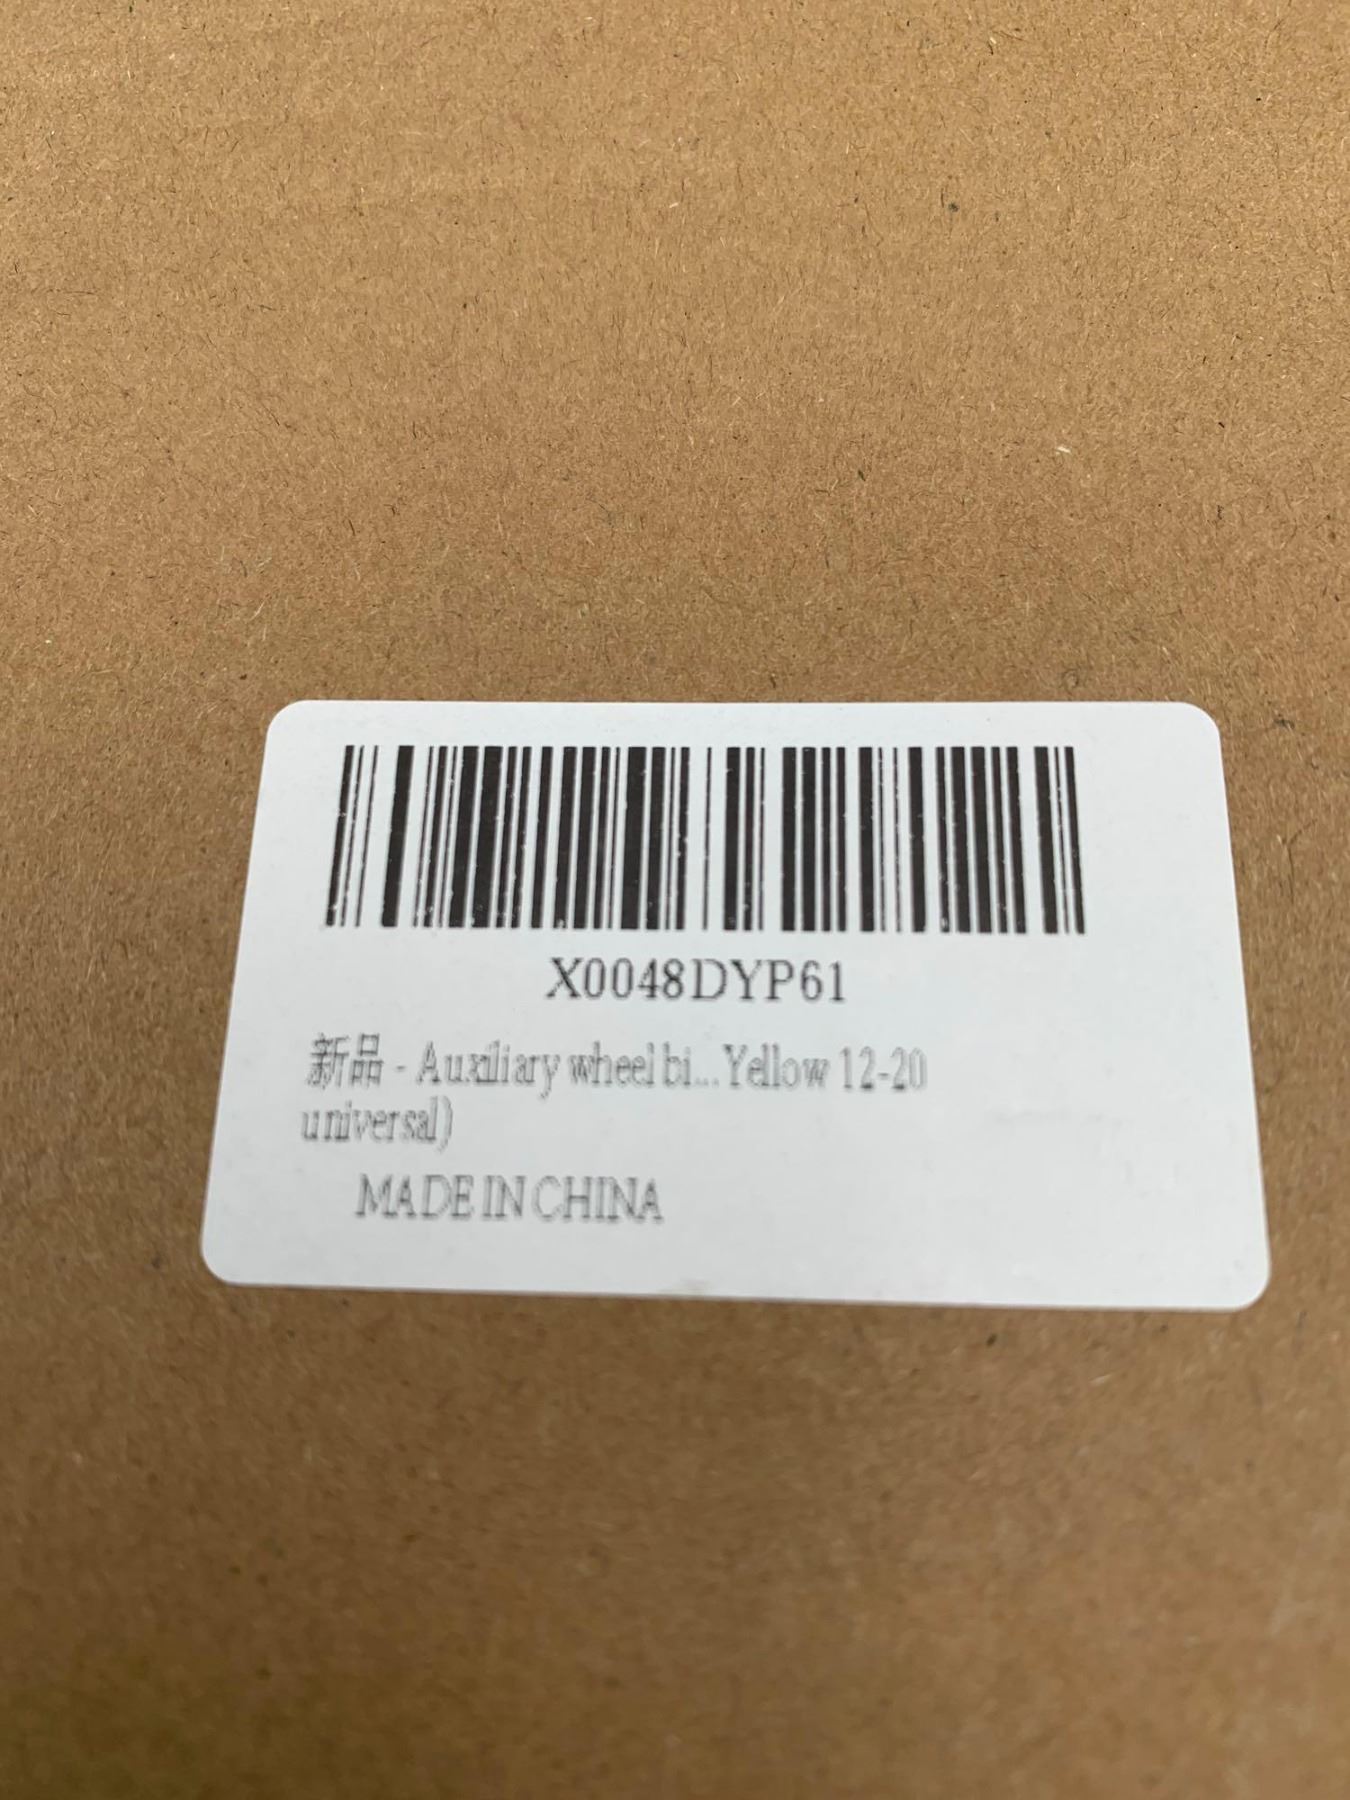 X0048DYP61
新品 - Auxiliary wheel bi...Yellow 12-20
universal)
MADE IN CHINA